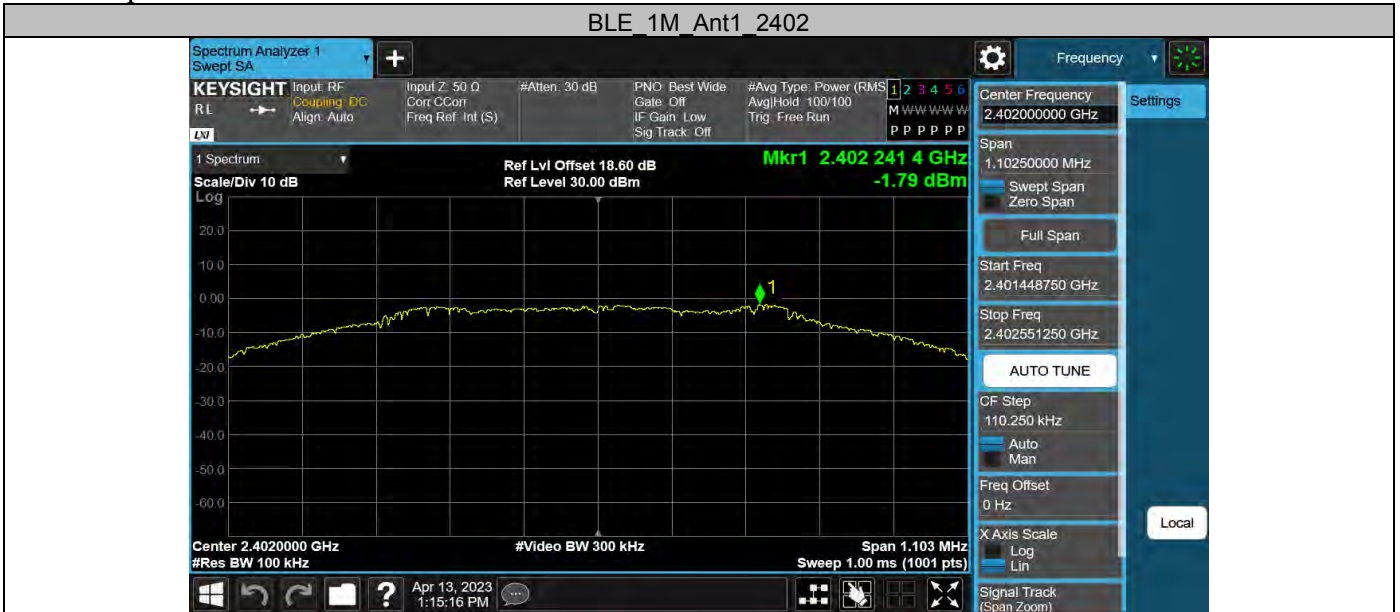 BLE_1M_Ant1_2402
Spectrum Analyzer 1
Swept SA
+
Frequency
KEYSIGHT
RL
LXI
Input: RF
Coupling: DC
Align: Auto
Input Z: 50 Ω
Corr CCorr
Freq Ref: Int (S)
#Atten: 30 dB
PNO: Best Wide
Gate: Off
IF Gain: Low
Sig Track: Off
#Avg Type: Power (RMS
Avg|Hold: 100/100
Trig: Free Run
1 2 3 4 5 6
M W W W W W
P P P P P P
1 Spectrum
Scale/Div 10 dB
Ref Lvl Offset 18.60 dB
Ref Level 30.00 dBm
Mkr1 2.402 241 4 GHz
-1.79 dBm
Log
20.0
10.0
0.00
-10.0
-20.0
-30.0
-40.0
-50.0
-60.0
1
Center 2.4020000 GHz
#Res BW 100 kHz
#Video BW 300 kHz
Span 1.103 MHz
Sweep 1.00 ms (1001 pts)
Center Frequency
2.402000000 GHz
Settings
Span
1.10250000 MHz
Swept Span
Zero Span
Full Span
Start Freq
2.401448750 GHz
Stop Freq
2.402551250 GHz
AUTO TUNE
CF Step
110.250 kHz
Auto
Man
Freq Offset
0 Hz
Local
X Axis Scale
Log
Lin
Signal Track
(Span Zoom)
?
Apr 13, 2023
1:15:16 PM